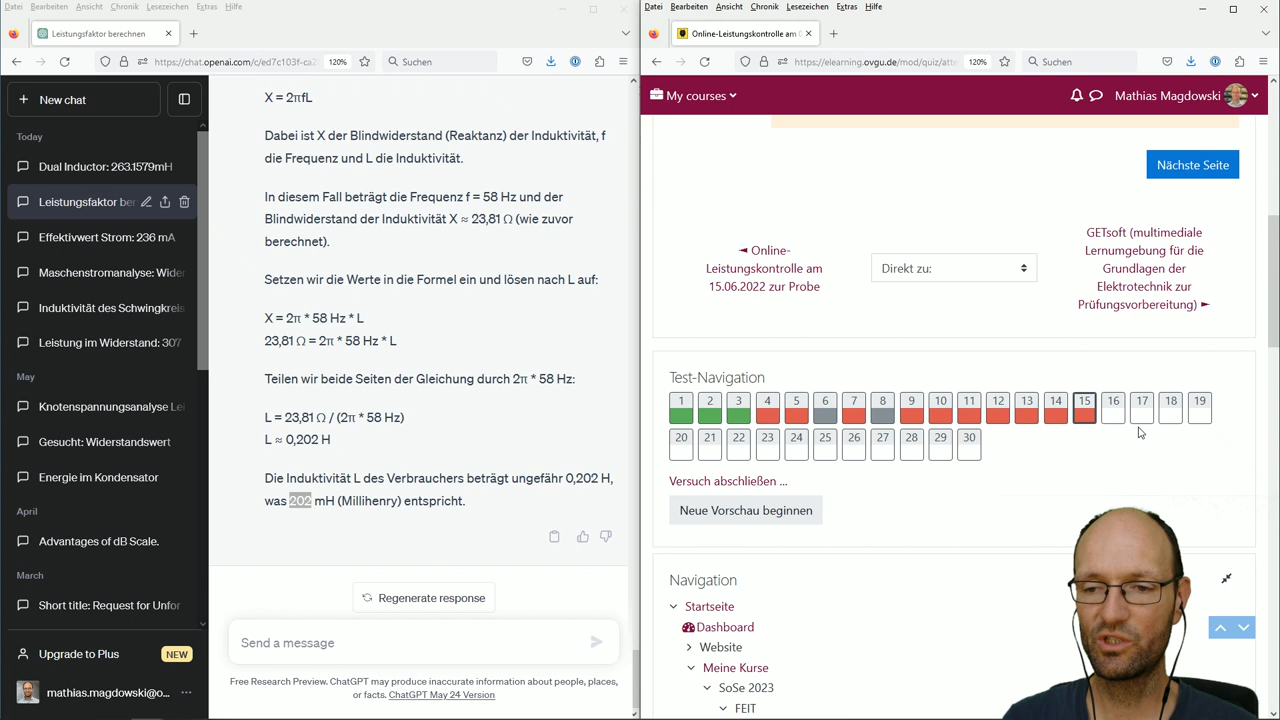 Datei Bearbeiten Ansicht Chronik Lesezeichen Extras Hilfe
Leistungsfaktor berechnen
https://chat.openai.com/c/ed7c103f-ca2 120% Suchen
New chat
Today
Dual Inductor: 263.1579mH
Leistungsfaktor ber
Effektivwert Strom: 236 mA
Maschenstromanalyse: Wider
Induktivität des Schwingkreis
Leistung im Widerstand: 307
May
Knotenspannungsanalyse Lei
Gesucht: Widerstandswert
Energie im Kondensator
April
Advantages of dB Scale.
March
Short title: Request for Unfor
Upgrade to Plus NEW
mathias.magdowski@o...
X = 2πfL
Dabei ist X der Blindwiderstand (Reaktanz) der Induktivität, f
die Frequenz und L die Induktivität.
In diesem Fall beträgt die Frequenz f = 58 Hz und der
Blindwiderstand der Induktivität X ≈ 23,81 Ω (wie zuvor
berechnet).
Setzen wir die Werte in die Formel ein und lösen nach L auf:
X = 2π * 58 Hz * L
23,81 Ω = 2π * 58 Hz * L
Teilen wir beide Seiten der Gleichung durch 2π * 58 Hz:
L = 23,81 Ω / (2π * 58 Hz)
L ≈ 0,202 H
Die Induktivität L des Verbrauchers beträgt ungefähr 0,202 H,
was 202 mH (Millihenry) entspricht.
Regenerate response
Send a message
Free Research Preview. ChatGPT may produce inaccurate information about people, places,
or facts. ChatGPT May 24 Version
Datei Bearbeiten Ansicht Chronik Lesezeichen Extras Hilfe
Online-Leistungskontrolle am
https://elearning.ovgu.de/mod/quiz/atte 120% Suchen
My courses Mathias Magdowski
Nächste Seite
◄ Online-
Leistungskontrolle am
15.06.2022 zur Probe
Direkt zu:
GETsoft (multimediale
Lernumgebung für die
Grundlagen der
Elektrotechnik zur
Prüfungsvorbereitung) ►
Test-Navigation
1 2 3 4 5 6 7 8 9 10 11 12 13 14 15 16 17 18 19
20 21 22 23 24 25 26 27 28 29 30
Versuch abschließen ...
Neue Vorschau beginnen
Navigation
Startseite
Dashboard
Website
Meine Kurse
SoSe 2023
FEIT